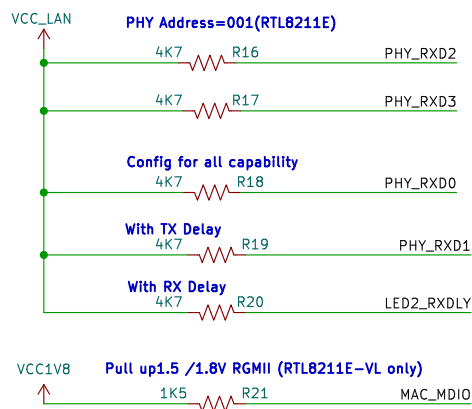 VCC_LAN
PHY Address=001(RTL8211E)
4K7 R16 PHY_RXD2
4K7 R17 PHY_RXD3
Config for all capability
4K7 R18 PHY_RXD0
With TX Delay
4K7 R19 PHY_RXD1
With RX Delay
4K7 R20 LED2_RXDLY
VCC1V8
Pull up1.5 /1.8V RGMII (RTL8211E-VL only)
1K5 R21 MAC_MDIO